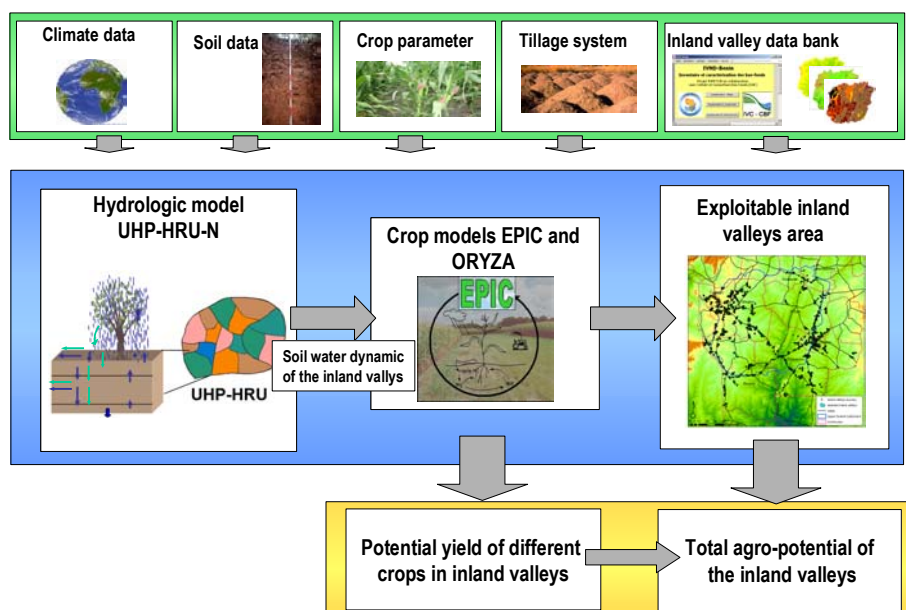 Climate data
Soil data
Crop parameter
Tillage system
Inland valley data bank
IVC - CBF
Hydrologic model
UHP-HRU-N
UHP-HRU
Soil water dynamic
of the inland vallys
Crop models EPIC and
ORYZA
EPIC
Exploitable inland
valleys area
Potential yield of different
crops in inland valleys
Total agro-potential of
the inland valleys